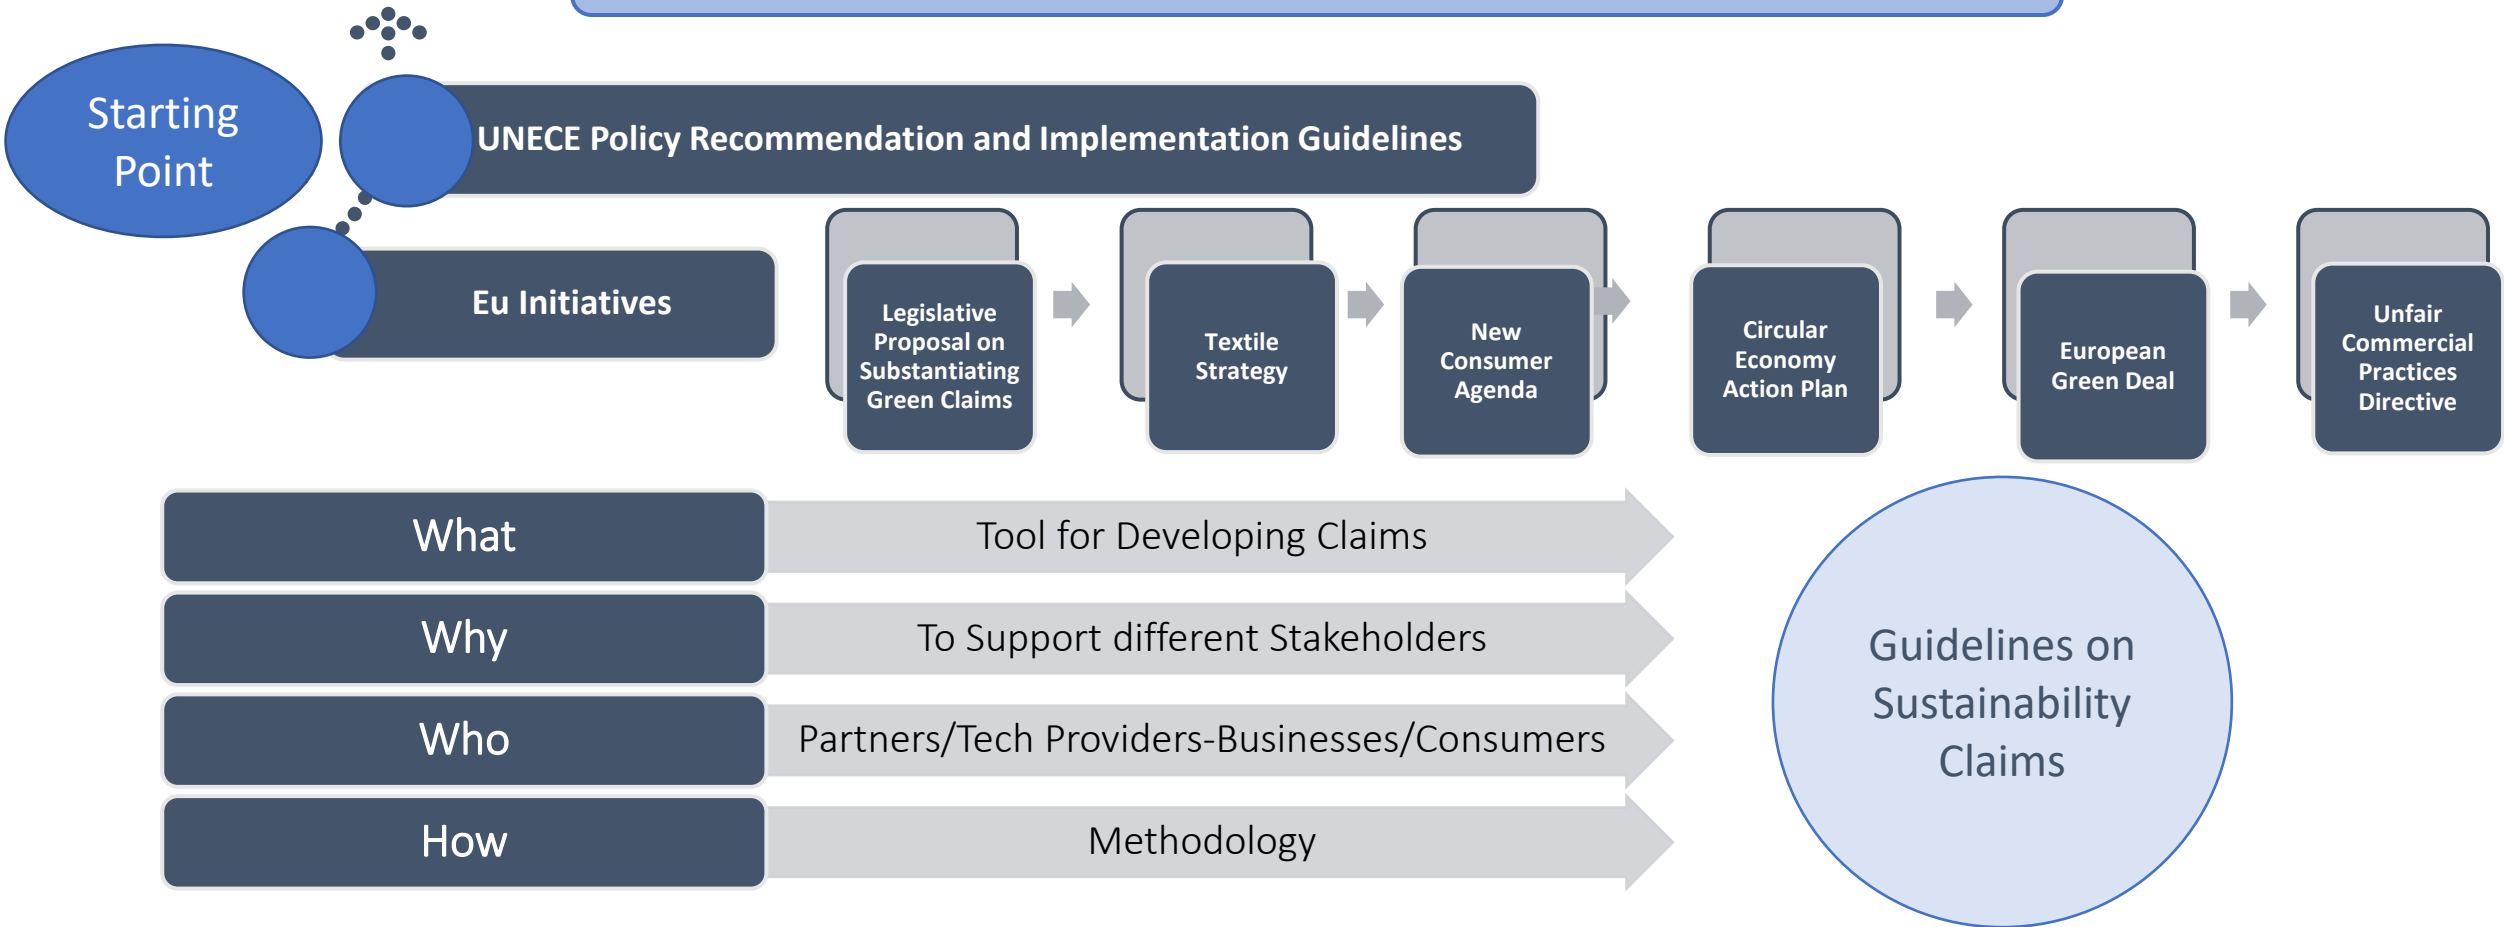 Starting
Point
UNECE Policy Recommendation and Implementation Guidelines
Eu Initiatives
Legislative
Proposal on
Substantiating
Green Claims
Textile
Strategy
New
Consumer
Agenda
Circular
Economy
Action Plan
European
Green Deal
Unfair
Commercial
Practices
Directive
What
Tool for Developing Claims
Why
To Support different Stakeholders
Who
Partners/Tech Providers-Businesses/Consumers
How
Methodology
Guidelines on
Sustainability
Claims